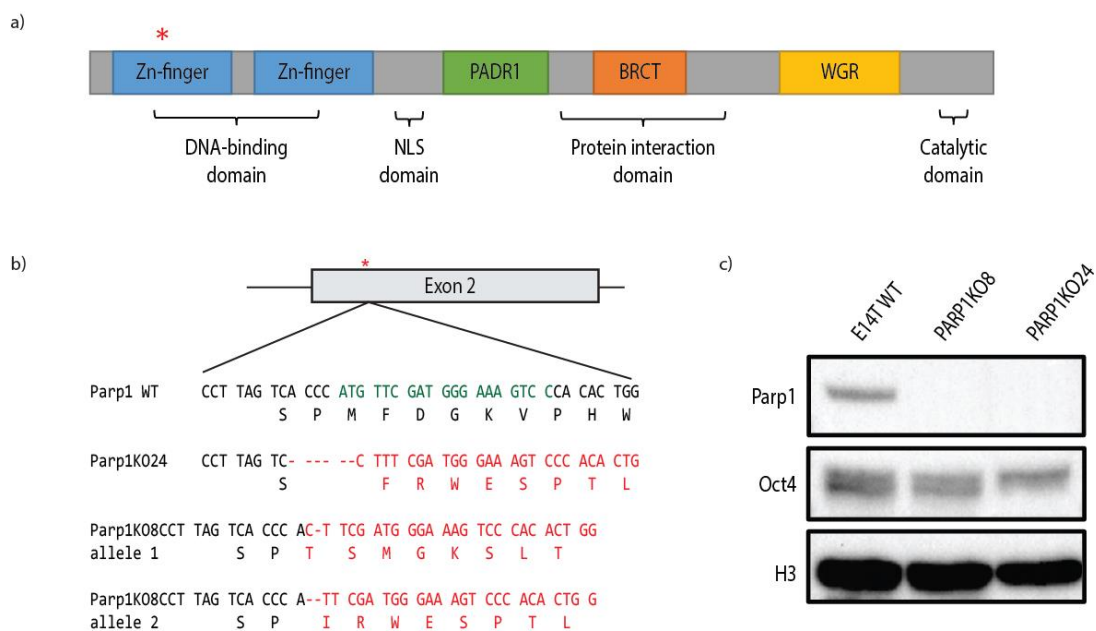 a)
*
Zn-finger Zn-finger PADR1 BRCT WGR
DNA-binding domain
NLS domain
Protein interaction domain
Catalytic domain
b)
*
Exon 2
Parp1 WT CCT TAG TCA CCC ATG TTC GAT GGG AAA GTC CCA CAC TGG
S P M F D G K V P H W
Parp1KO24 CCT TAG TC- - -- --C TTT CGA TGG GAA AGT CCC ACA CTG
S F R W E S P T L
Parp1KO8CCT TAG TCA CCC AC-T TCG ATG GGA AAG TCC CAC ACT GG
allele 1 S P T S M G K S L T
Parp1KO8CCT TAG TCA CCC A--TT CGA TGG GAA AGT CCC ACA CTG G
allele 2 S P I R W E S P T L
c)
E14T WT
PARP1KO8
PARP1KO24
Parp1
Oct4
H3